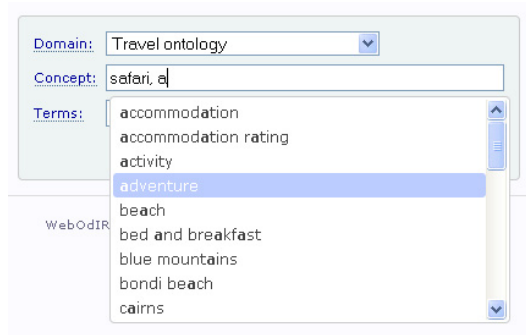 Domain: Travel ontology
Concept: safari, a
Terms:
accommodation
accommodation rating
activity
adventure
beach
WebOdIR
bed and breakfast
blue mountains
bondi beach
cairns